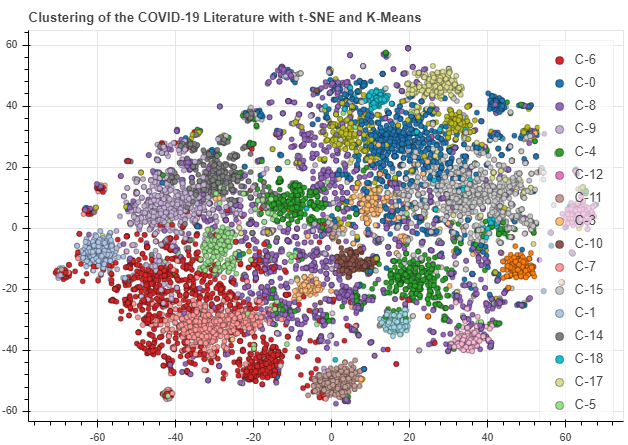 Clustering of the COVID-19 Literature with t-SNE and K-Means
60
40
20
0
-20
-40
-60
-60
-40
-20
0
20
40
60
C-6
C-0
C-8
C-9
C-4
C-12
C-11
C-3
C-10
C-7
C-15
C-1
C-14
C-18
C-17
C-5